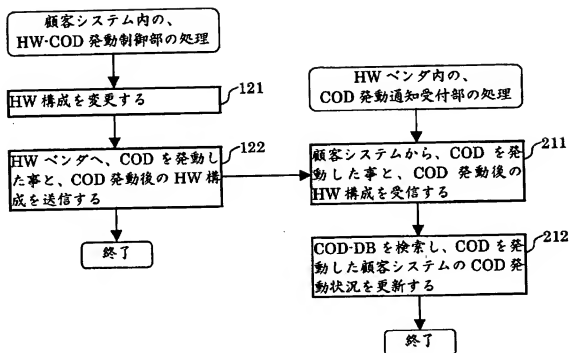 顧客システム内の、
HW-COD 発動制御部の処理
121
HW 構成を変更する
122
HW ベンダへ、COD を発動し
た事と、COD 発動後の HW 構
成を送信する
終了
HW ベンダ内の、
COD 発動通知受付部の処理
211
顧客システムから、COD を発
動した事と、COD 発動後の
HW 構成を受信する
212
COD-DB を検索し、COD を発
動した顧客システムの COD 発
動状況を更新する
終了